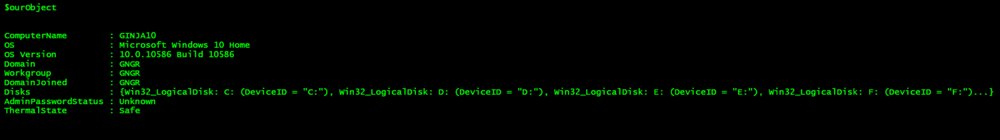 $ourObject
ComputerName : GINJA10
OS : Microsoft Windows 10 Home
OS Version : 10.0.10586 Build 10586
Domain : GNGR
Workgroup : GNGR
DomainJoined : GNGR
Disks : {Win32_LogicalDisk: C: (DeviceID = "C:"), Win32_LogicalDisk: D: (DeviceID = "D:"), Win32_LogicalDisk: E: (DeviceID = "E:"), Win32_LogicalDisk: F: (DeviceID = "F:")...}
AdminPasswordStatus : Unknown
ThermalState : Safe